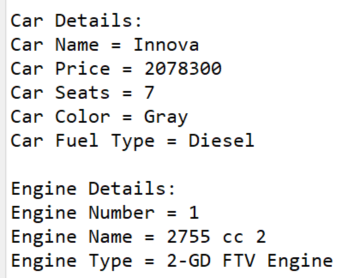 Car Details:
Car Name = Innova
Car Price = 2078300
Car Seats = 7
Car Color = Gray
Car Fuel Type = Diesel

Engine Details:
Engine Number = 1
Engine Name = 2755 cc 2
Engine Type = 2-GD FTV Engine